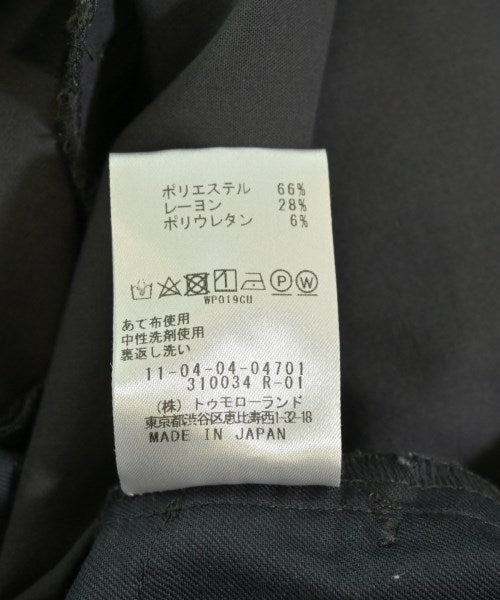 ポリエステル 66%
レーヨン 28%
ポリウレタン 6%
P W
WP019GU
あて布使用
中性洗剤使用
裏返し洗い
11-04-04-04701
310034 R-01
(株) トゥモローランド
東京都渋谷区恵比寿西1-32-18
MADE IN JAPAN